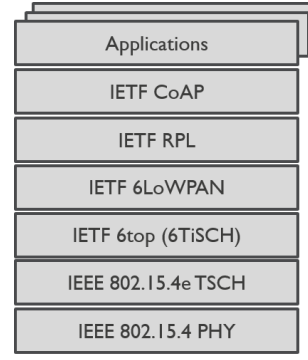 Applications
IETF CoAP
IETF RPL
IETF 6LoWPAN
IETF 6top (6TiSCH)
IEEE 802.15.4e TSCH
IEEE 802.15.4 PHY